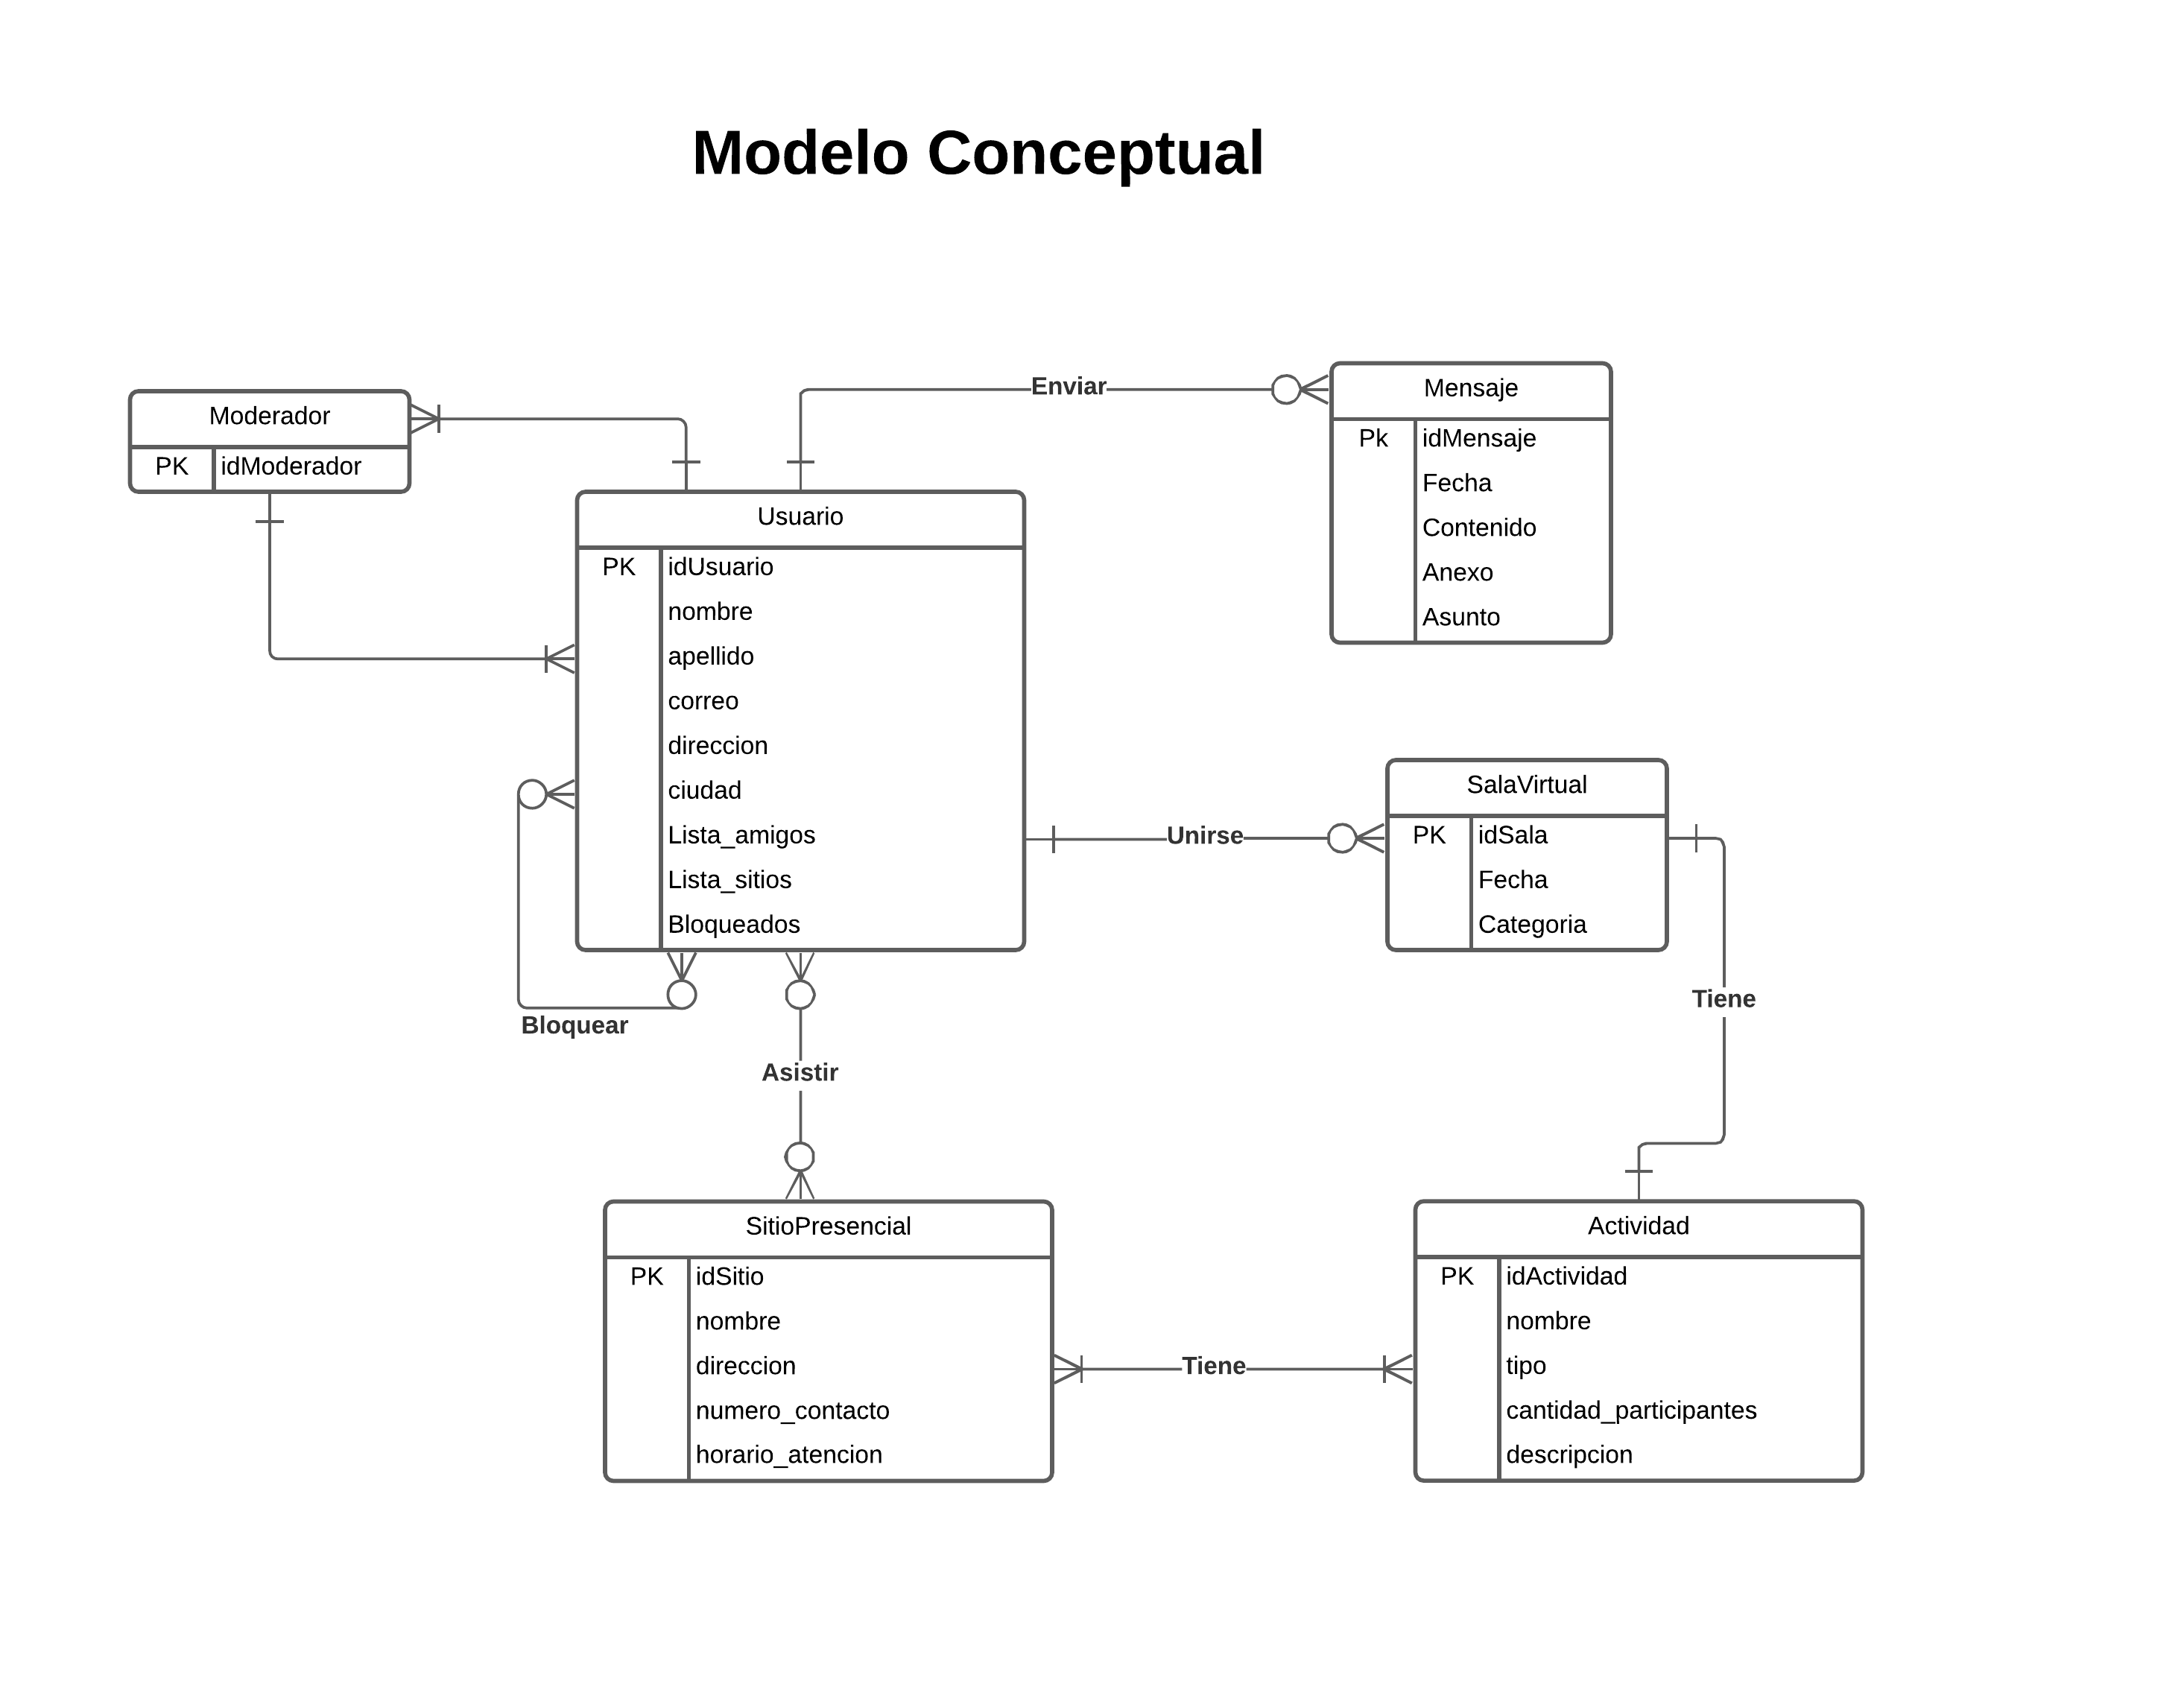 Modelo Conceptual
Moderador
PK idModerador
Enviar
Mensaje
Pk idMensaje
Fecha
Contenido
Anexo
Asunto
Usuario
PK idUsuario
nombre
apellido
correo
direccion
ciudad
Lista_amigos
Lista_sitios
Bloqueados
Unirse
SalaVirtual
PK idSala
Fecha
Categoria
Tiene
Bloquear
Asistir
SitioPresencial
PK idSitio
nombre
direccion
numero_contacto
horario_atencion
Tiene
Actividad
PK idActividad
nombre
tipo
cantidad_participantes
descripcion